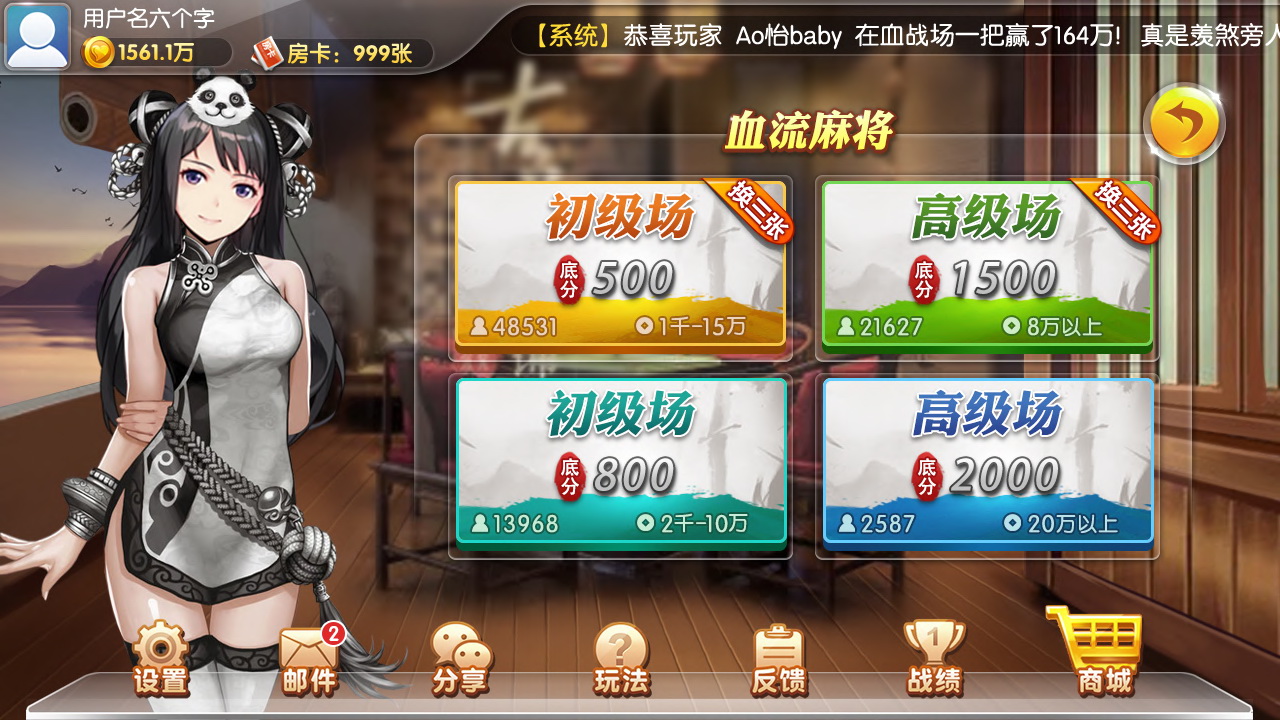 用户名六个字
1561.1万
房卡：999张
【系统】恭喜玩家 Ao怡baby 在血战场一把赢了164万! 真是羡煞旁人
血流麻将
初级场
换三张
底分 500
48531
1千-15万
高级场
换三张
底分 1500
21627
8万以上
初级场
底分 800
13968
2千-10万
高级场
底分 2000
2587
20万以上
设置
2
邮件
分享
?
玩法
反馈
1
战绩
商城